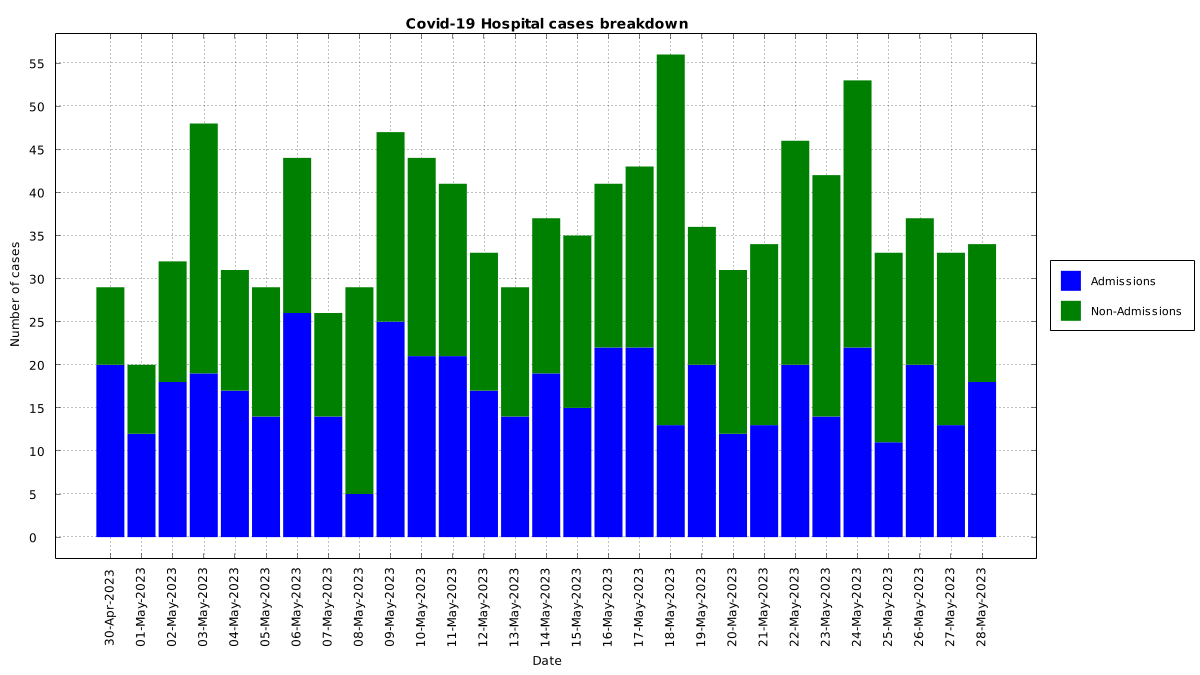 Covid-19 Hospital cases breakdown
55
50
45
40
35
30
25
20
15
10
5
0
Number of cases
30-Apr-2023
01-May-2023
02-May-2023
03-May-2023
04-May-2023
05-May-2023
06-May-2023
07-May-2023
08-May-2023
09-May-2023
10-May-2023
11-May-2023
12-May-2023
13-May-2023
14-May-2023
15-May-2023
16-May-2023
17-May-2023
18-May-2023
19-May-2023
20-May-2023
21-May-2023
22-May-2023
23-May-2023
24-May-2023
25-May-2023
26-May-2023
27-May-2023
28-May-2023
Date
Admissions
Non-Admissions